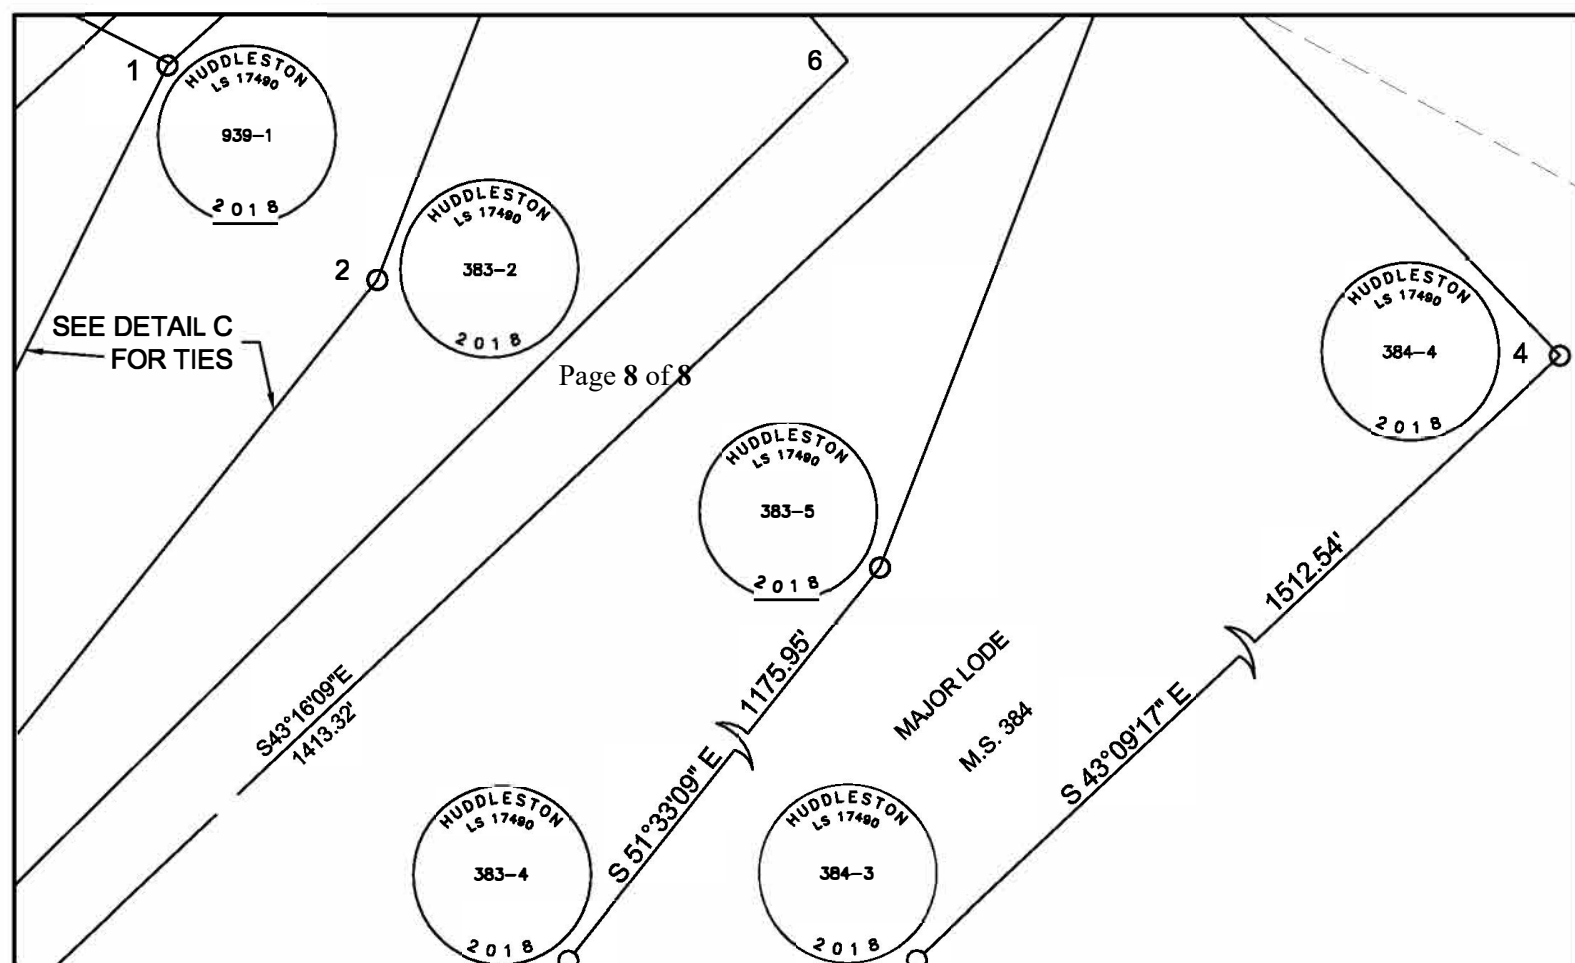 1
HUDDLESTON
LS 17490
939-1
2018
6
2
HUDDLESTON
LS 17490
383-2
2018
SEE DETAIL C
FOR TIES
Page 8 of 8
HUDDLESTON
LS 17490
384-4
2018
4
HUDDLESTON
LS 17490
383-5
2018
1512.54'
1175.95'
MAJOR LODE
M.S. 384
S43°16'09"E
1413.32'
S 51°33'09" E
S 43°09'17" E
HUDDLESTON
LS 17490
383-4
2018
HUDDLESTON
LS 17490
384-3
2018